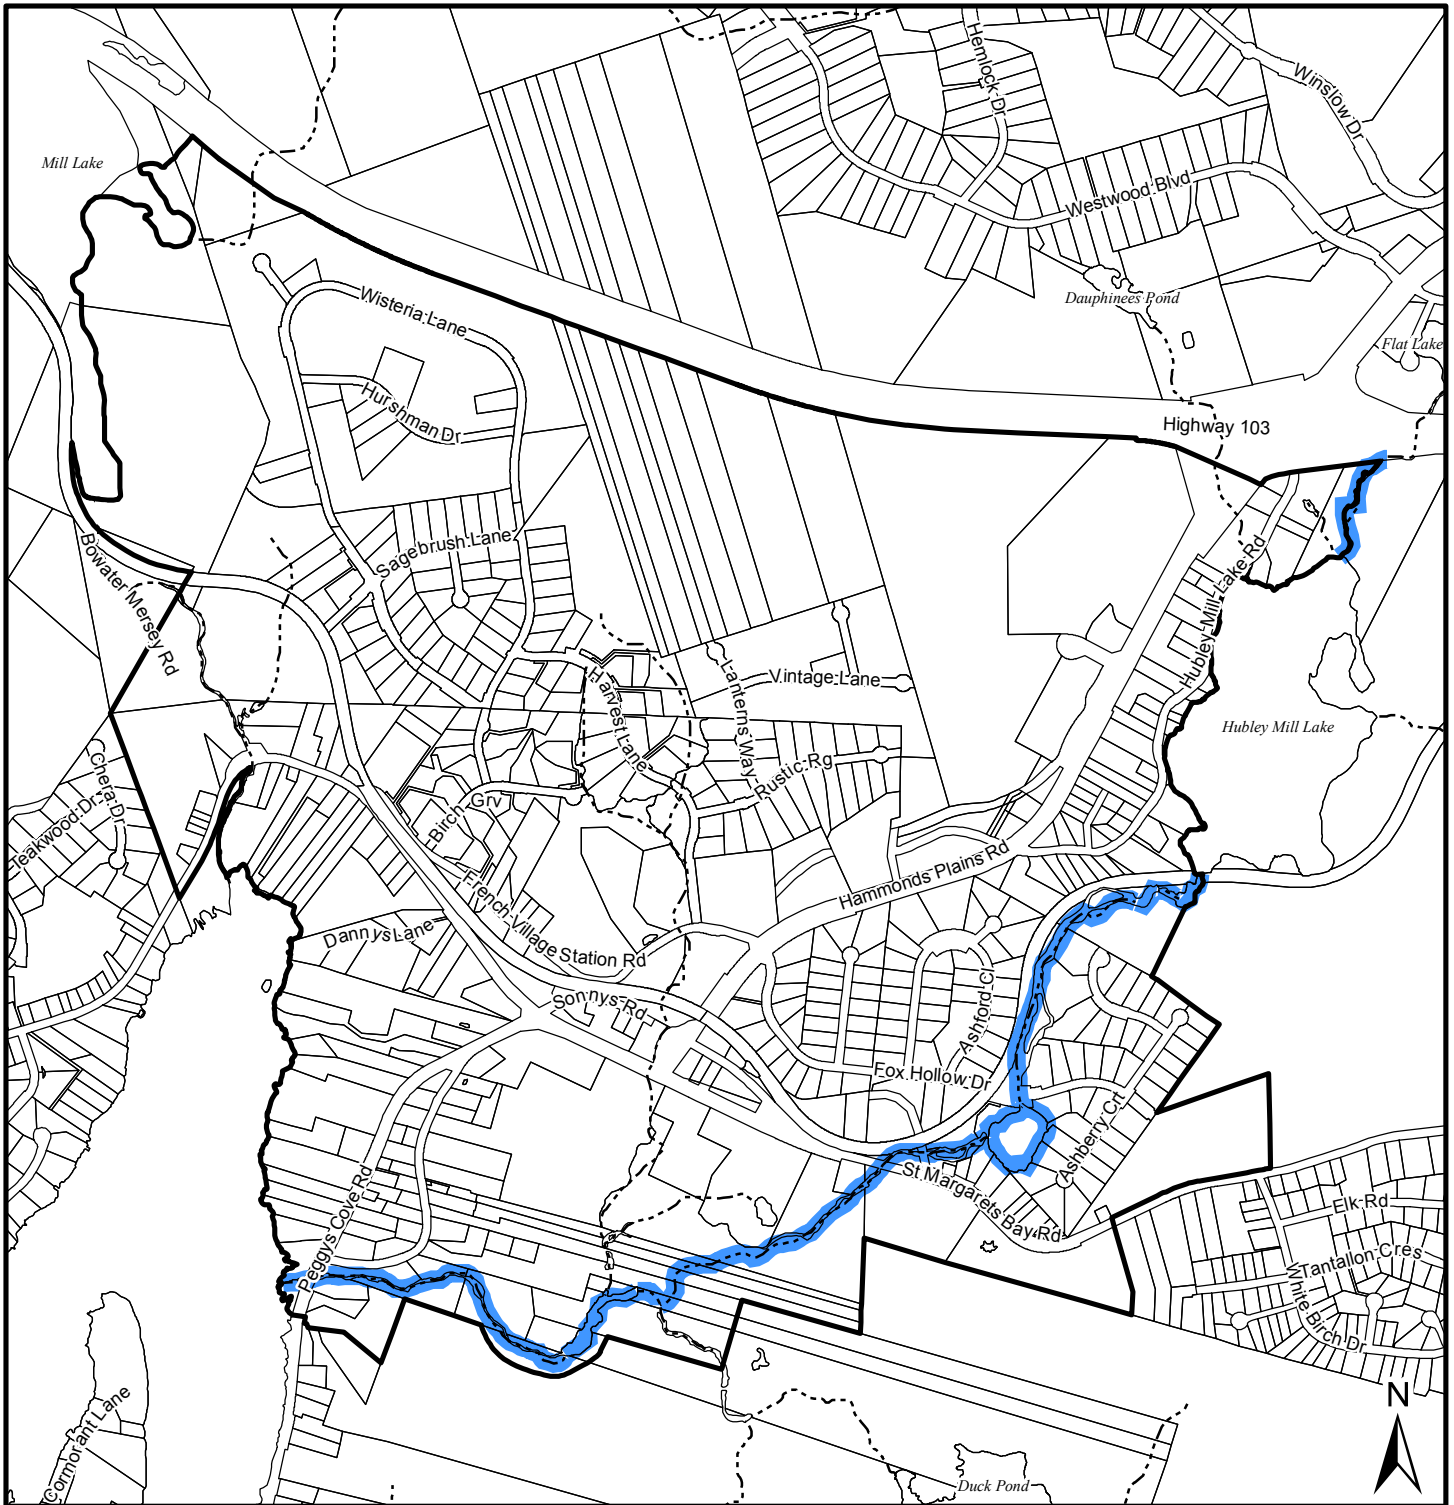 Hemlock Dr
Winslow Dr
Mill Lake
Westwood Blvd
Dauphinees Pond
Wisteria Lane
Flat Lake
Hurshman Dr
Highway 103
Sagebrush Lane
Bowater Mersey Rd
Hubley Mill Lake Rd
Vintage Lane
Lanterns Way
Harvest Lane
Hubley Mill Lake
Rustic Rg
Chera Dr
Teakwood Dr
Birch Grv
Hammonds Plains Rd
French Village Station Rd
Dannys Lane
Sonnys Rd
Ashford Cl
Fox Hollow Dr
Ashberry Crt
St Margarets Bay Rd
Peggys Cove Rd
Elk Rd
Tantallon Cres
White Birch Dr
N
Cormorant Lane
Duck Pond